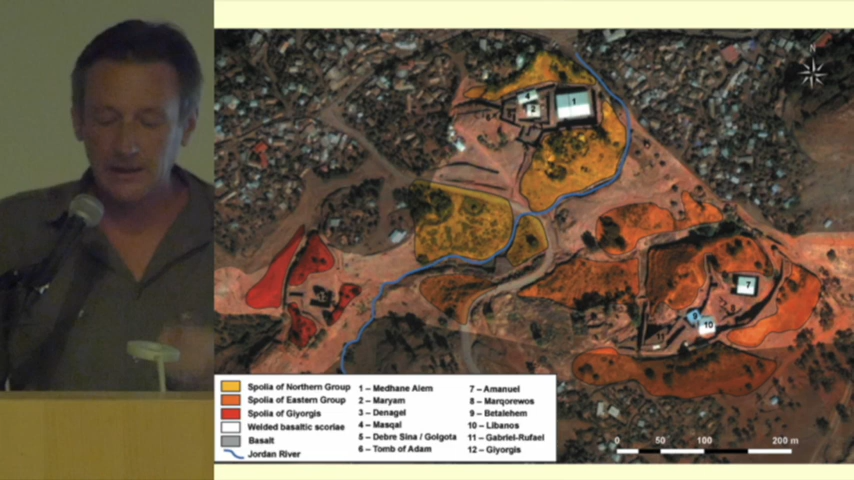 N
4
2
1
7
9
10
12
Spolia of Northern Group
Spolia of Eastern Group
Spolia of Giyorgis
Welded basaltic scoriae
Basalt
Jordan River
1 – Medhane Alem
2 – Maryam
3 – Denagel
4 – Masqal
5 – Debre Sina / Golgota
6 – Tomb of Adam
7 – Amanuel
8 – Marqorewos
9 – Betalehem
10 – Libanos
11 – Gabriel-Rufael
12 – Giyorgis
0 50 100 200 m